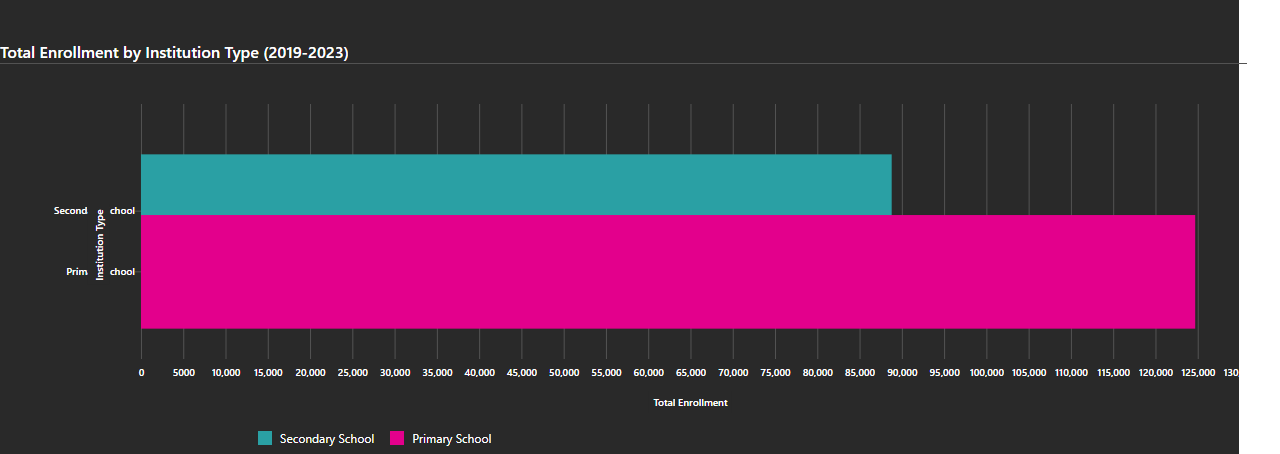 Total Enrollment by Institution Type (2019-2023)
Second chool
Institution Type
Prim chool
0 5000 10,000 15,000 20,000 25,000 30,000 35,000 40,000 45,000 50,000 55,000 60,000 65,000 70,000 75,000 80,000 85,000 90,000 95,000 100,000 105,000 110,000 115,000 120,000 125,000 130,
Total Enrollment
Secondary School Primary School